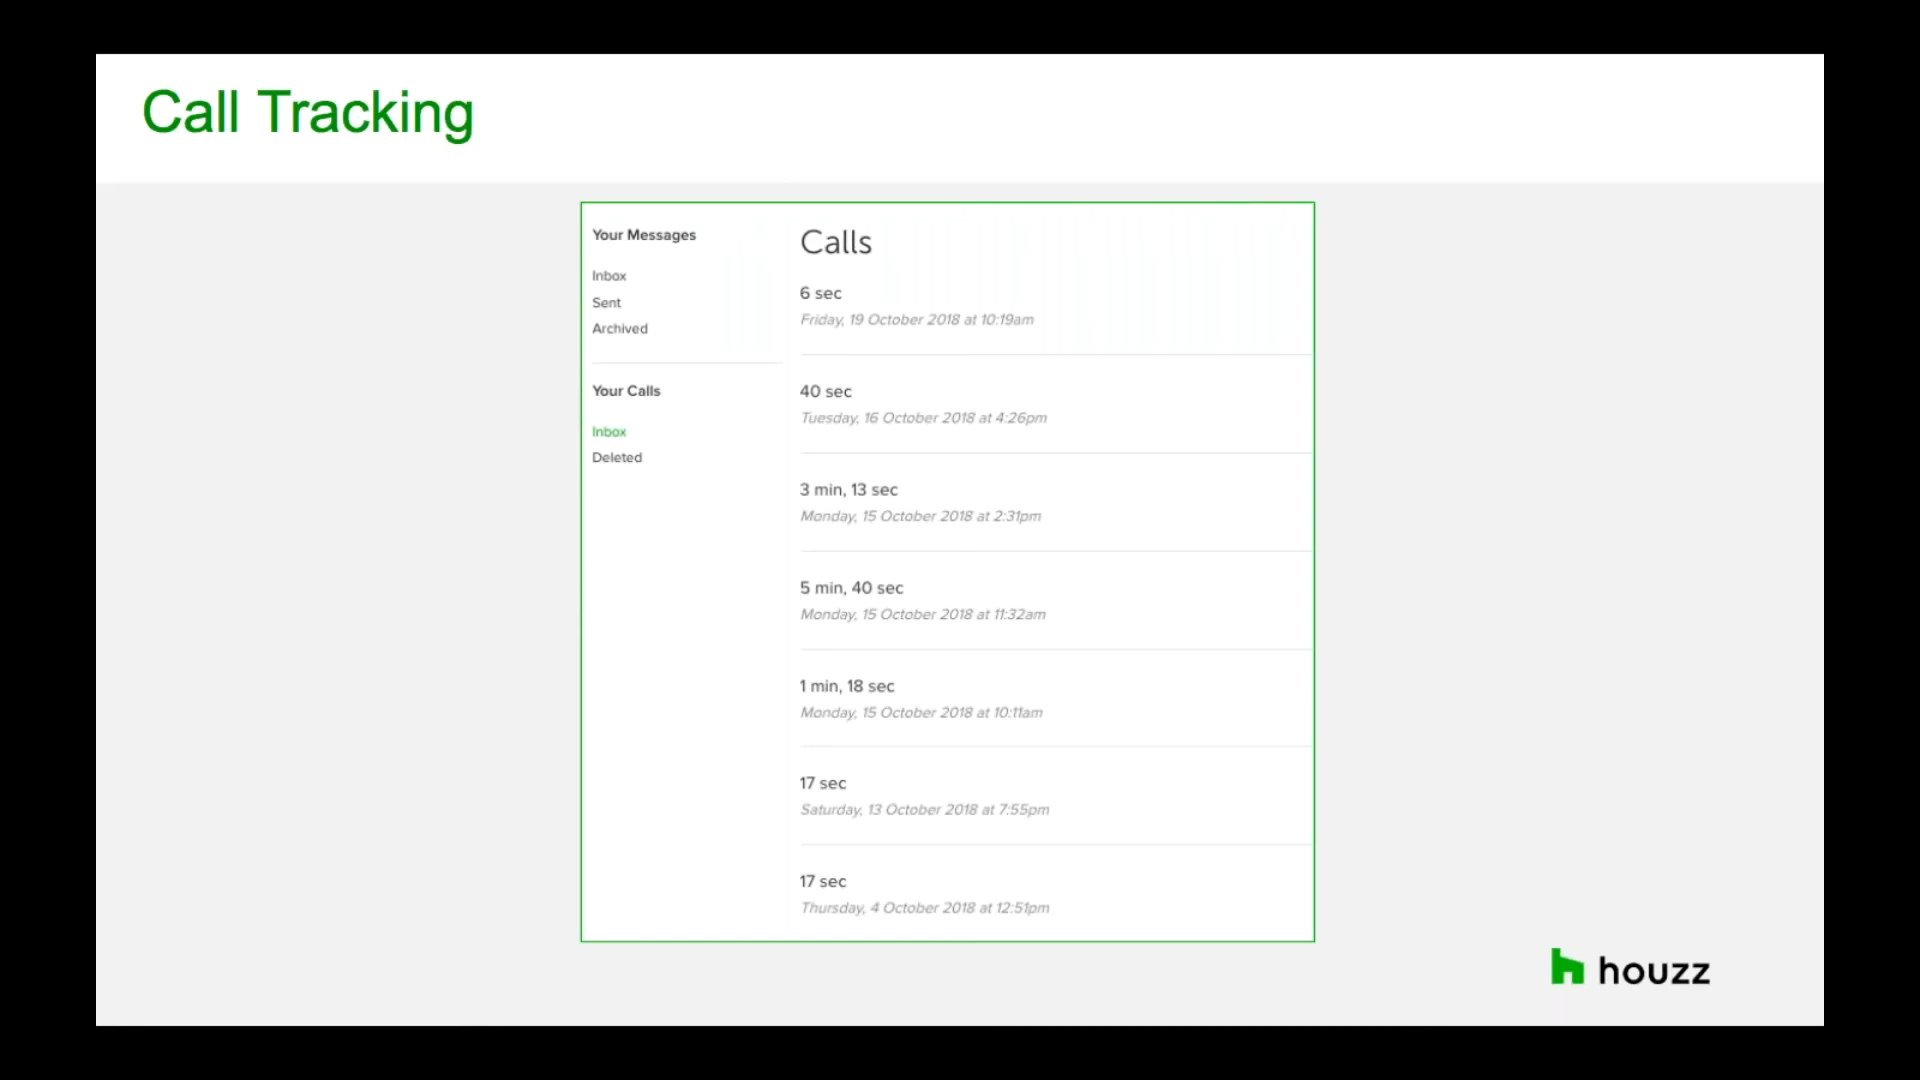 Call Tracking
Your Messages
Inbox
Sent
Archived
Your Calls
Inbox
Deleted
Calls
6 sec
Friday, 19 October 2018 at 10:19am
40 sec
Tuesday, 16 October 2018 at 4:26pm
3 min, 13 sec
Monday, 15 October 2018 at 2:31pm
5 min, 40 sec
Monday, 15 October 2018 at 11:32am
1 min, 18 sec
Monday, 15 October 2018 at 10:11am
17 sec
Saturday, 13 October 2018 at 7:55pm
17 sec
Thursday, 4 October 2018 at 12:51pm
houzz